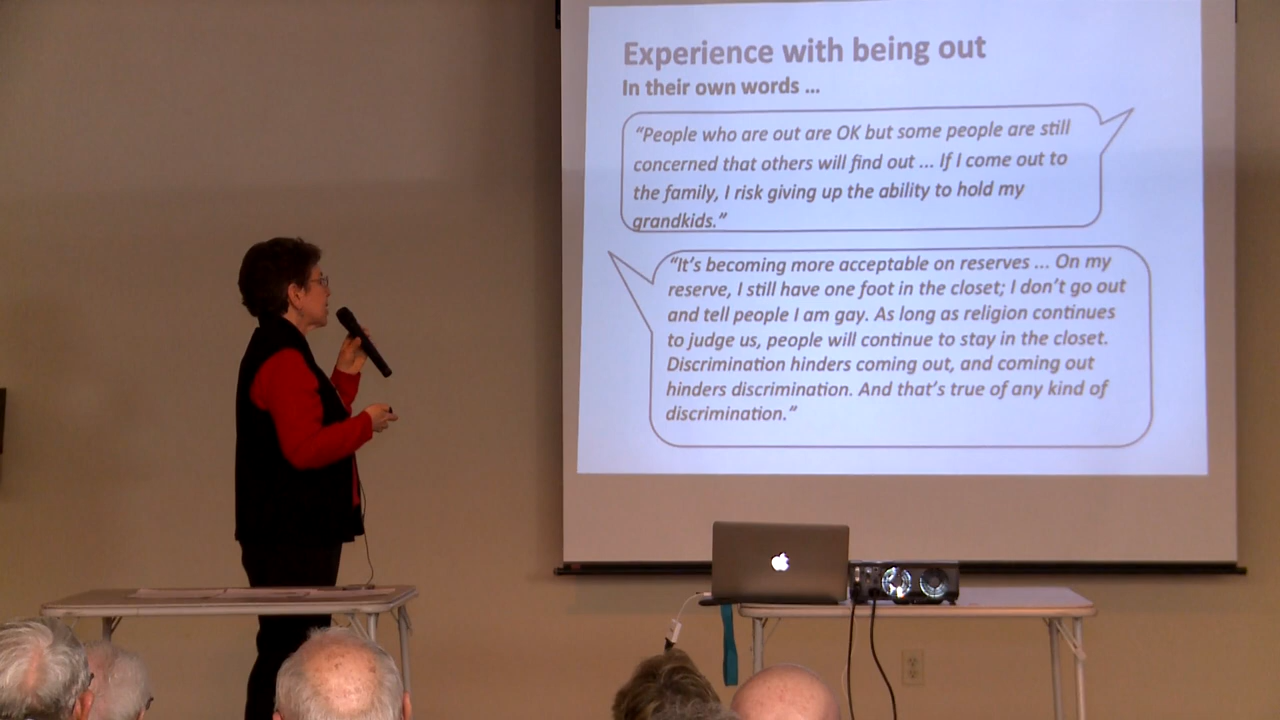 Experience with being out
In their own words ...
“People who are out are OK but some people are still
concerned that others will find out ... If I come out to
the family, I risk giving up the ability to hold my
grandkids.”
“It’s becoming more acceptable on reserves ... On my
reserve, I still have one foot in the closet; I don’t go out
and tell people I am gay. As long as religion continues
to judge us, people will continue to stay in the closet.
Discrimination hinders coming out, and coming out
hinders discrimination. And that’s true of any kind of
discrimination.”